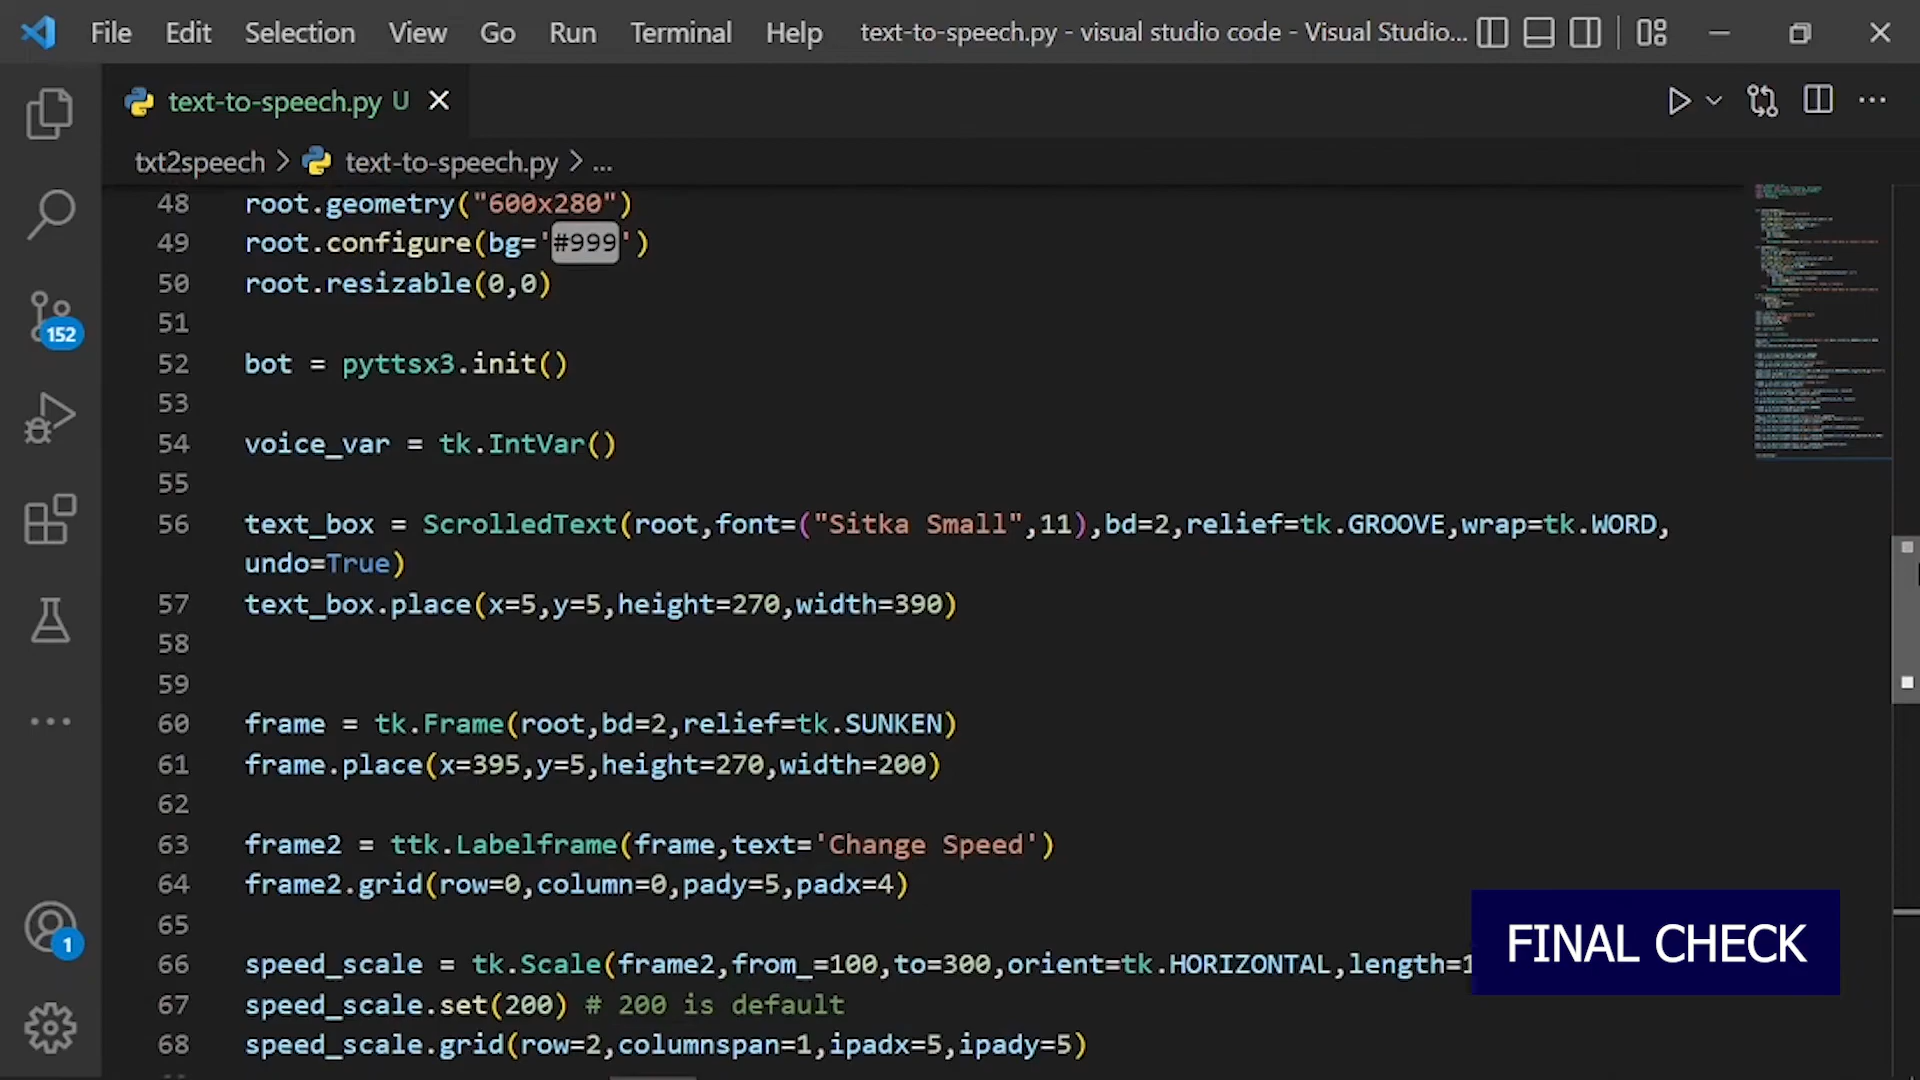 File Edit Selection View Go Run Terminal Help text-to-speech.py - visual studio code - Visual Studio...
text-to-speech.py U
txt2speech > text-to-speech.py > ...
48 root.geometry("600x280")
49 root.configure(bg='#999')
50 root.resizable(0,0)
51
52 bot = pyttsx3.init()
53
54 voice_var = tk.IntVar()
55
56 text_box = ScrolledText(root,font=("Sitka Small",11),bd=2,relief=tk.GROOVE,wrap=tk.WORD,
undo=True)
57 text_box.place(x=5,y=5,height=270,width=390)
58
59
60 frame = tk.Frame(root,bd=2,relief=tk.SUNKEN)
61 frame.place(x=395,y=5,height=270,width=200)
62
63 frame2 = ttk.Labelframe(frame,text='Change Speed')
64 frame2.grid(row=0,column=0,pady=5,padx=4)
65
66 speed_scale = tk.Scale(frame2,from_=100,to=300,orient=tk.HORIZONTAL,length=1
67 speed_scale.set(200) # 200 is default
68 speed_scale.grid(row=2,columnspan=1,ipadx=5,ipady=5)
152
1
FINAL CHECK